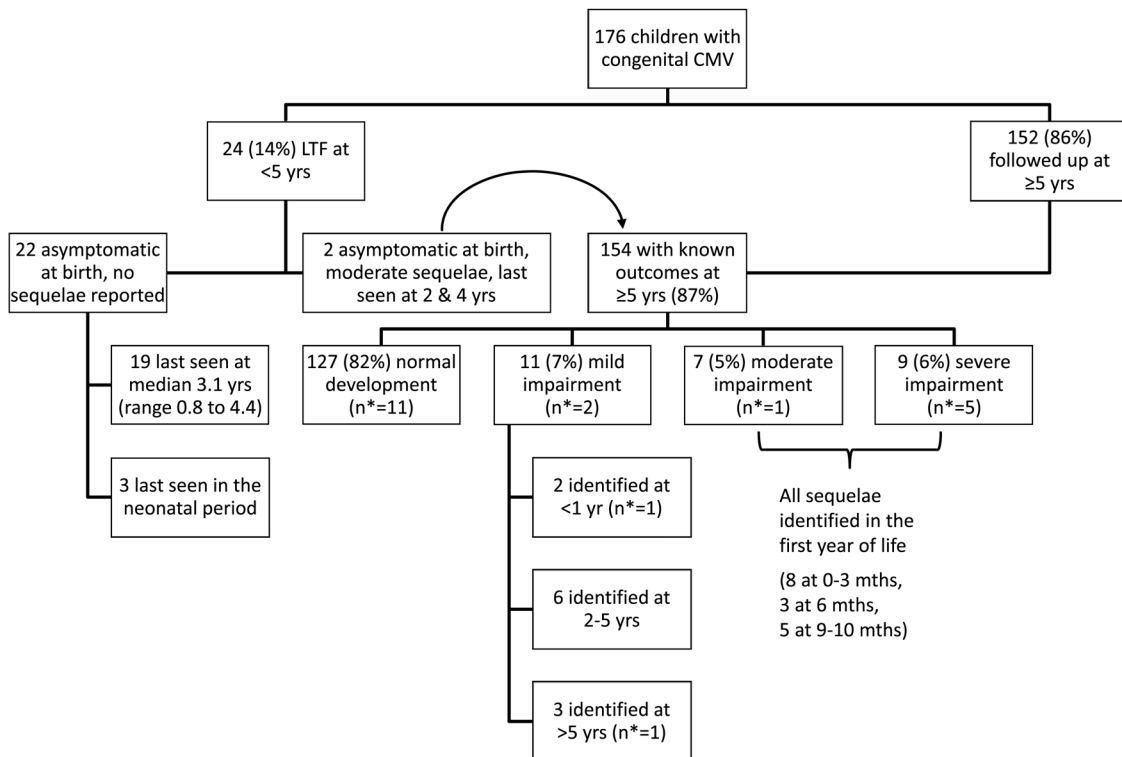 176 children with
congenital CMV
24 (14%) LTF at
<5 yrs
152 (86%)
followed up at
≥5 yrs
22 asymptomatic
at birth, no
sequelae reported
2 asymptomatic at birth,
moderate sequelae, last
seen at 2 & 4 yrs
154 with known
outcomes at
≥5 yrs (87%)
19 last seen at
median 3.1 yrs
(range 0.8 to 4.4)
3 last seen in the
neonatal period
127 (82%) normal
development
(n*=11)
11 (7%) mild
impairment
(n*=2)
7 (5%) moderate
impairment
(n*=1)
9 (6%) severe
impairment
(n*=5)
2 identified at
<1 yr (n*=1)
6 identified at
2-5 yrs
3 identified at
>5 yrs (n*=1)
All sequelae
identified in the
first year of life
(8 at 0-3 mths,
3 at 6 mths,
5 at 9-10 mths)